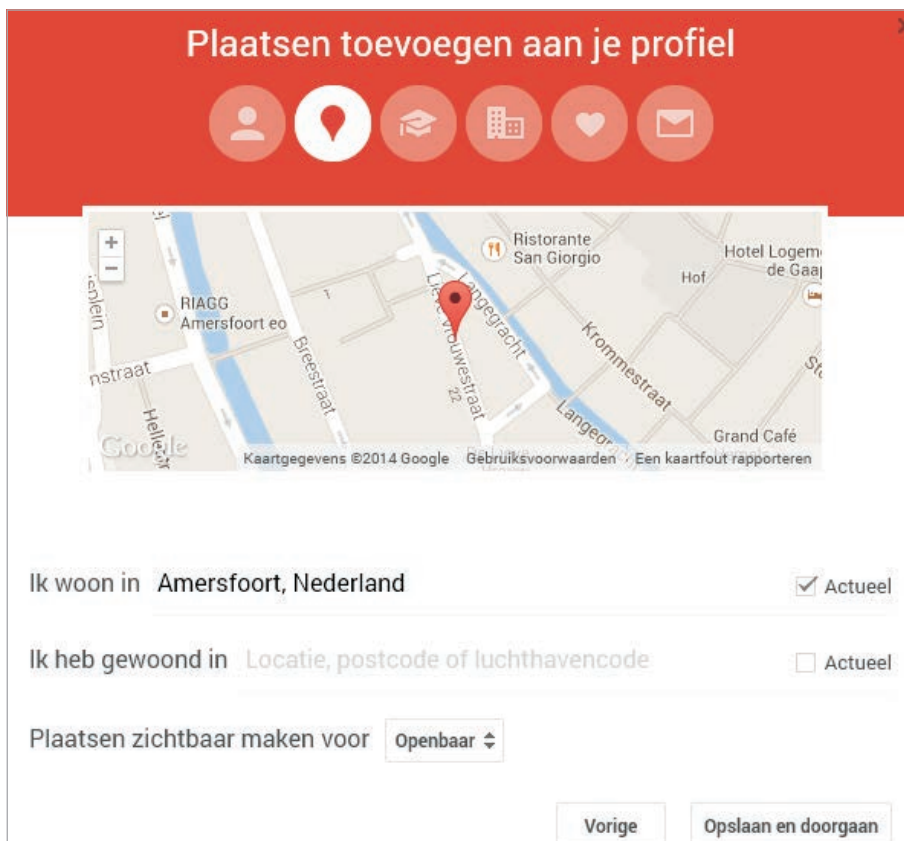 Plaatsen toevoegen aan je profiel
Ristorante
San Giorgio
Hotel Logem
de Gaap
Hof
RIAGG
Amersfoort eo
Langegracht
Krommestraat
Breestraat
nstraat
22
Grand Café
Google
Kaartgegevens ©2014 Google Gebruiksvoorwaarden Een kaartfout rapporteren
Ik woon in Amersfoort, Nederland Actueel
Ik heb gewoond in Locatie, postcode of luchthavencode Actueel
Plaatsen zichtbaar maken voor Openbaar
Vorige Opslaan en doorgaan